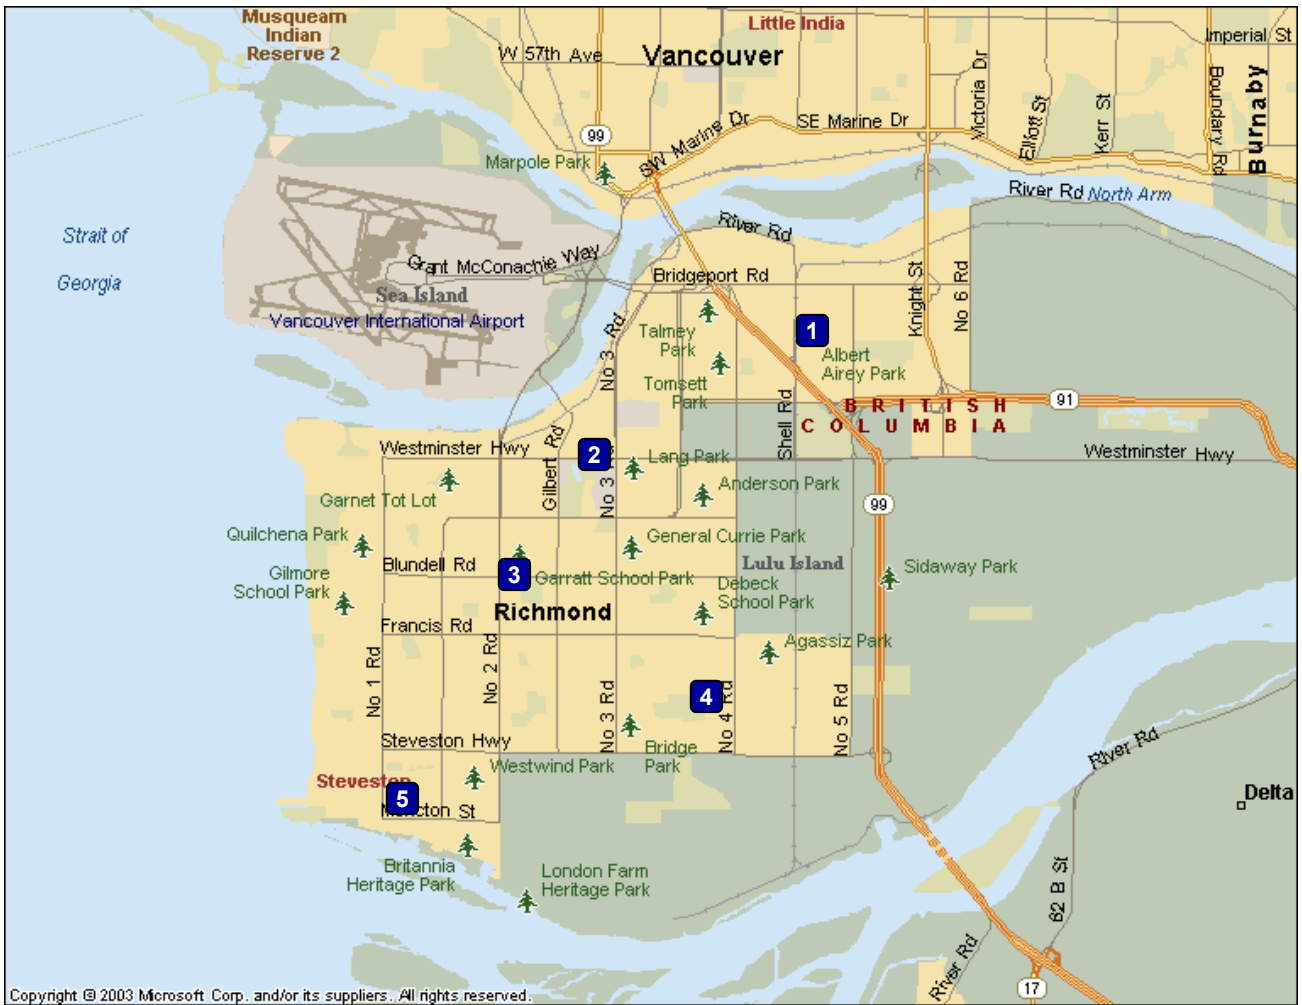 Musqueam
Indian
Reserve 2
Little India
Imperial St
W 57th Ave
Vancouver
Victoria Dr
Elliott St
Kerr St
Boundary Rd
Burnaby
99
SW Marine Dr
SE Marine Dr
Marpole Park
River Rd
North Arm
River Rd
Strait of
Georgia
Grant McConachie Way
Bridgeport Rd
Sea Island
Vancouver International Airport
Knight St
No 6 Rd
No 3 Rd
Talmey
Park
1
Albert
Airey Park
Tomsett
Park
Shell Rd
BRITISH
COLUMBIA
91
Westminster Hwy
Gilbert Rd
2
No 3 Rd
Lang Park
Westminster Hwy
Garnet Tot Lot
Anderson Park
99
Quilchena Park
General Currie Park
Blundell Rd
Gilmore
School Park
3
Garratt School Park
Lulu Island
Debeck
School Park
Sidaway Park
Richmond
Francis Rd
Agassiz Park
No 1 Rd
No 2 Rd
No 3 Rd
4
No 4 Rd
No 5 Rd
Steveston Hwy
Bridge
Park
River Rd
Westwind Park
Steveston
5
Moncton St
Delta
Britannia
Heritage Park
London Farm
Heritage Park
62 B St
River Rd
17
Copyright © 2003 Microsoft Corp. and/or its suppliers. All rights reserved.